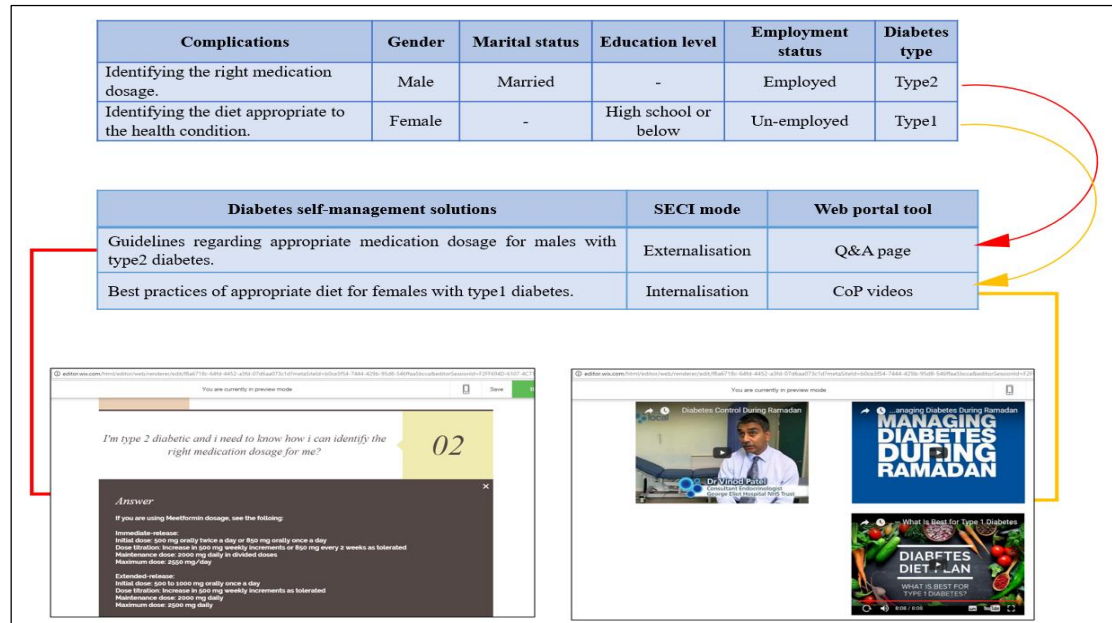 Complications Gender Marital status Education level Employment status Diabetes type
Identifying the right medication dosage. Male Married - Employed Type2
Identifying the diet appropriate to the health condition. Female - High school or below Un-employed Type1
Diabetes self-management solutions SECI mode Web portal tool
Guidelines regarding appropriate medication dosage for males with type2 diabetes. Externalisation Q&A page
Best practices of appropriate diet for females with type1 diabetes. Internalisation CoP videos
You are currently in preview mode Save
I'm type 2 diabetic and i need to know how i can identify the
right medication dosage for me?
02
Answer
If you are using Meetformin dosage, see the folloing:
Immediate-release:
Initial dose: 500 mg orally twice a day or 850 mg orally once a day
Dose titration: Increase in 500 mg weekly increments or 850 mg every 2 weeks as tolerated
Maintenance dose: 2000 mg daily in divided doses
Maximum dose: 2550 mg/day
Extended-release:
Initial dose: 500 to 1000 mg orally once a day
Dose titration: Increase in 500 mg weekly increments as tolerated
Maintenance dose: 2000 mg daily
Maximum dose: 2500 mg daily
You are currently in preview mode
Diabetes Control During Ramadan
local
Dr Vinod Patel
Consultant Endocrinologist
George Eliot Hospital NHS Trust
...anaging Diabetes During Ramadan
MANAGING
DIABETES
DURING
RAMADAN
... What Is Best for Type 1 Diabetes
DIABETES
DIET PLAN
WHAT IS BEST FOR
TYPE 1 DIABETES?
8:08 / 8:08
YouTube